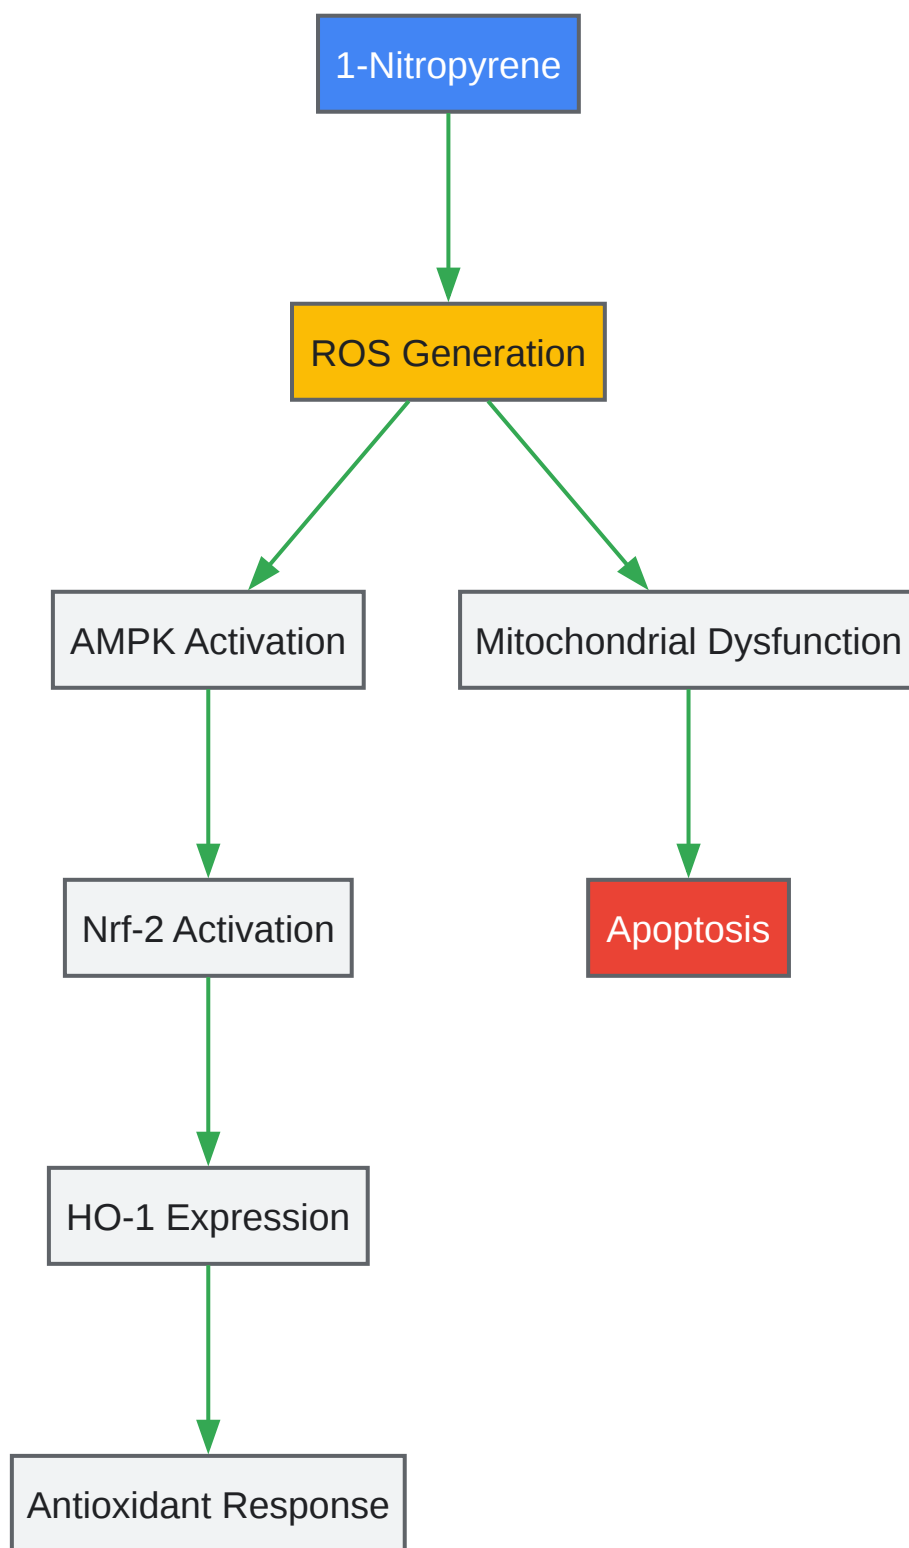 1-Nitropyrene
ROS Generation
AMPK Activation
Mitochondrial Dysfunction
Nrf-2 Activation
Apoptosis
HO-1 Expression
Antioxidant Response